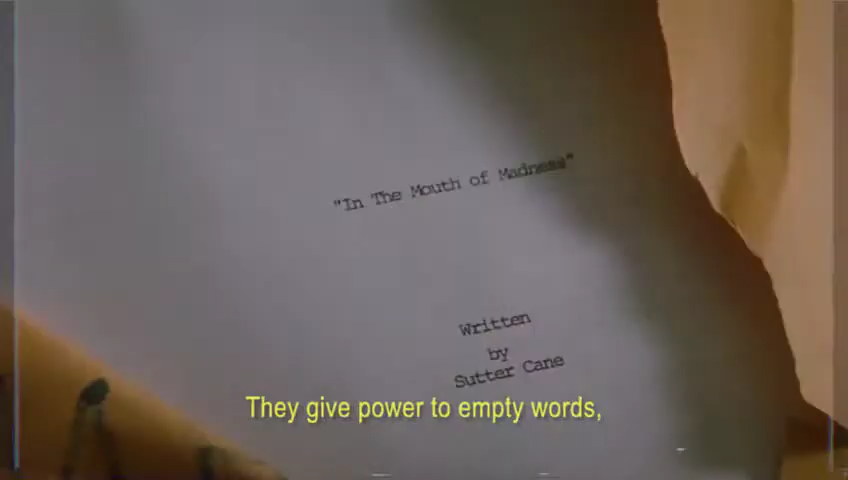 "In The Mouth of Madness"
Written
by
Sutter Cane
They give power to empty words,